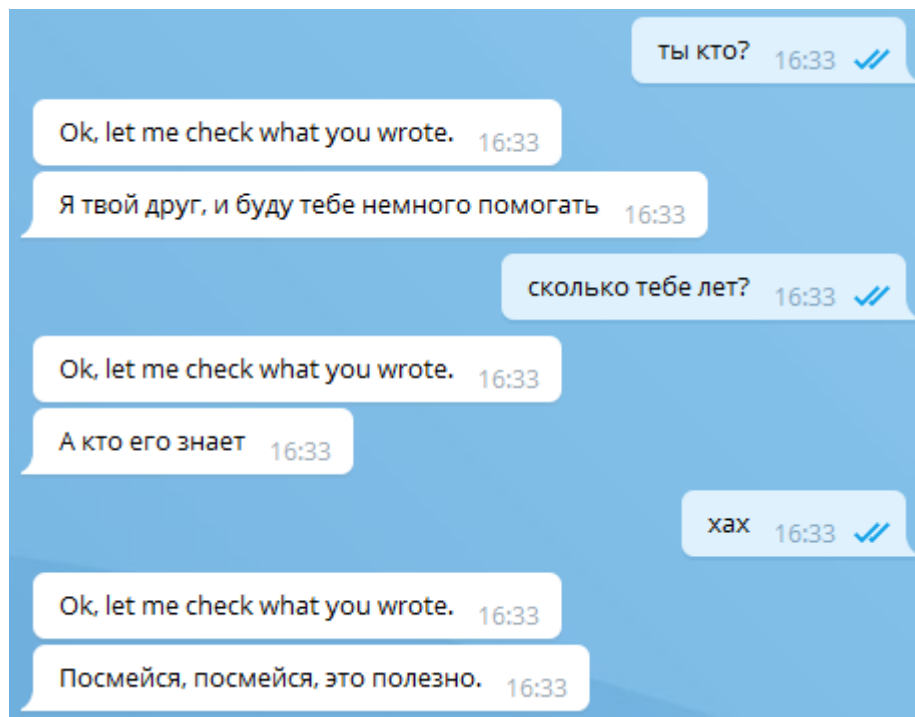 ты кто? 16:33
Ok, let me check what you wrote. 16:33
Я твой друг, и буду тебе немного помогать 16:33
сколько тебе лет? 16:33
Ok, let me check what you wrote. 16:33
А кто его знает 16:33
хах 16:33
Ok, let me check what you wrote. 16:33
Посмейся, посмейся, это полезно. 16:33